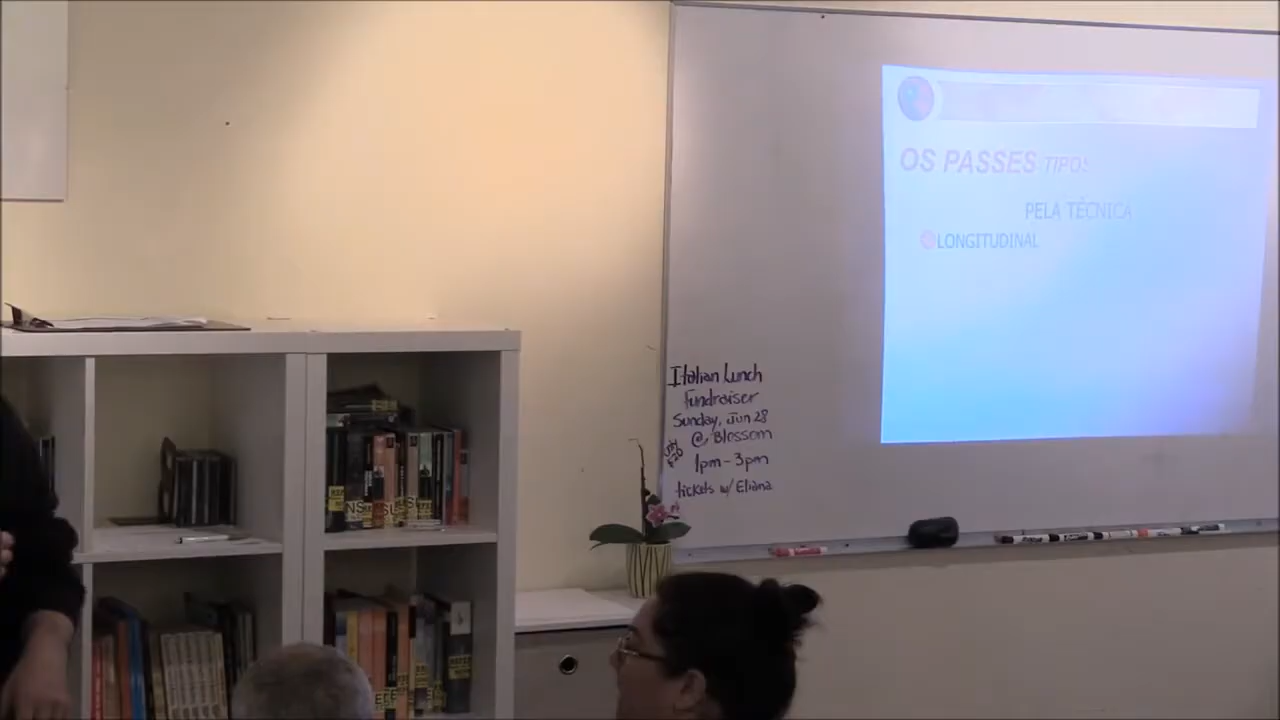 OS PASSES TIPOS
PELA TÉCNICA
LONGITUDINAL
Italian Lunch
fundraiser
Sunday, Jun 28
@ Blossom
1pm - 3pm
tickets w/ Eliana